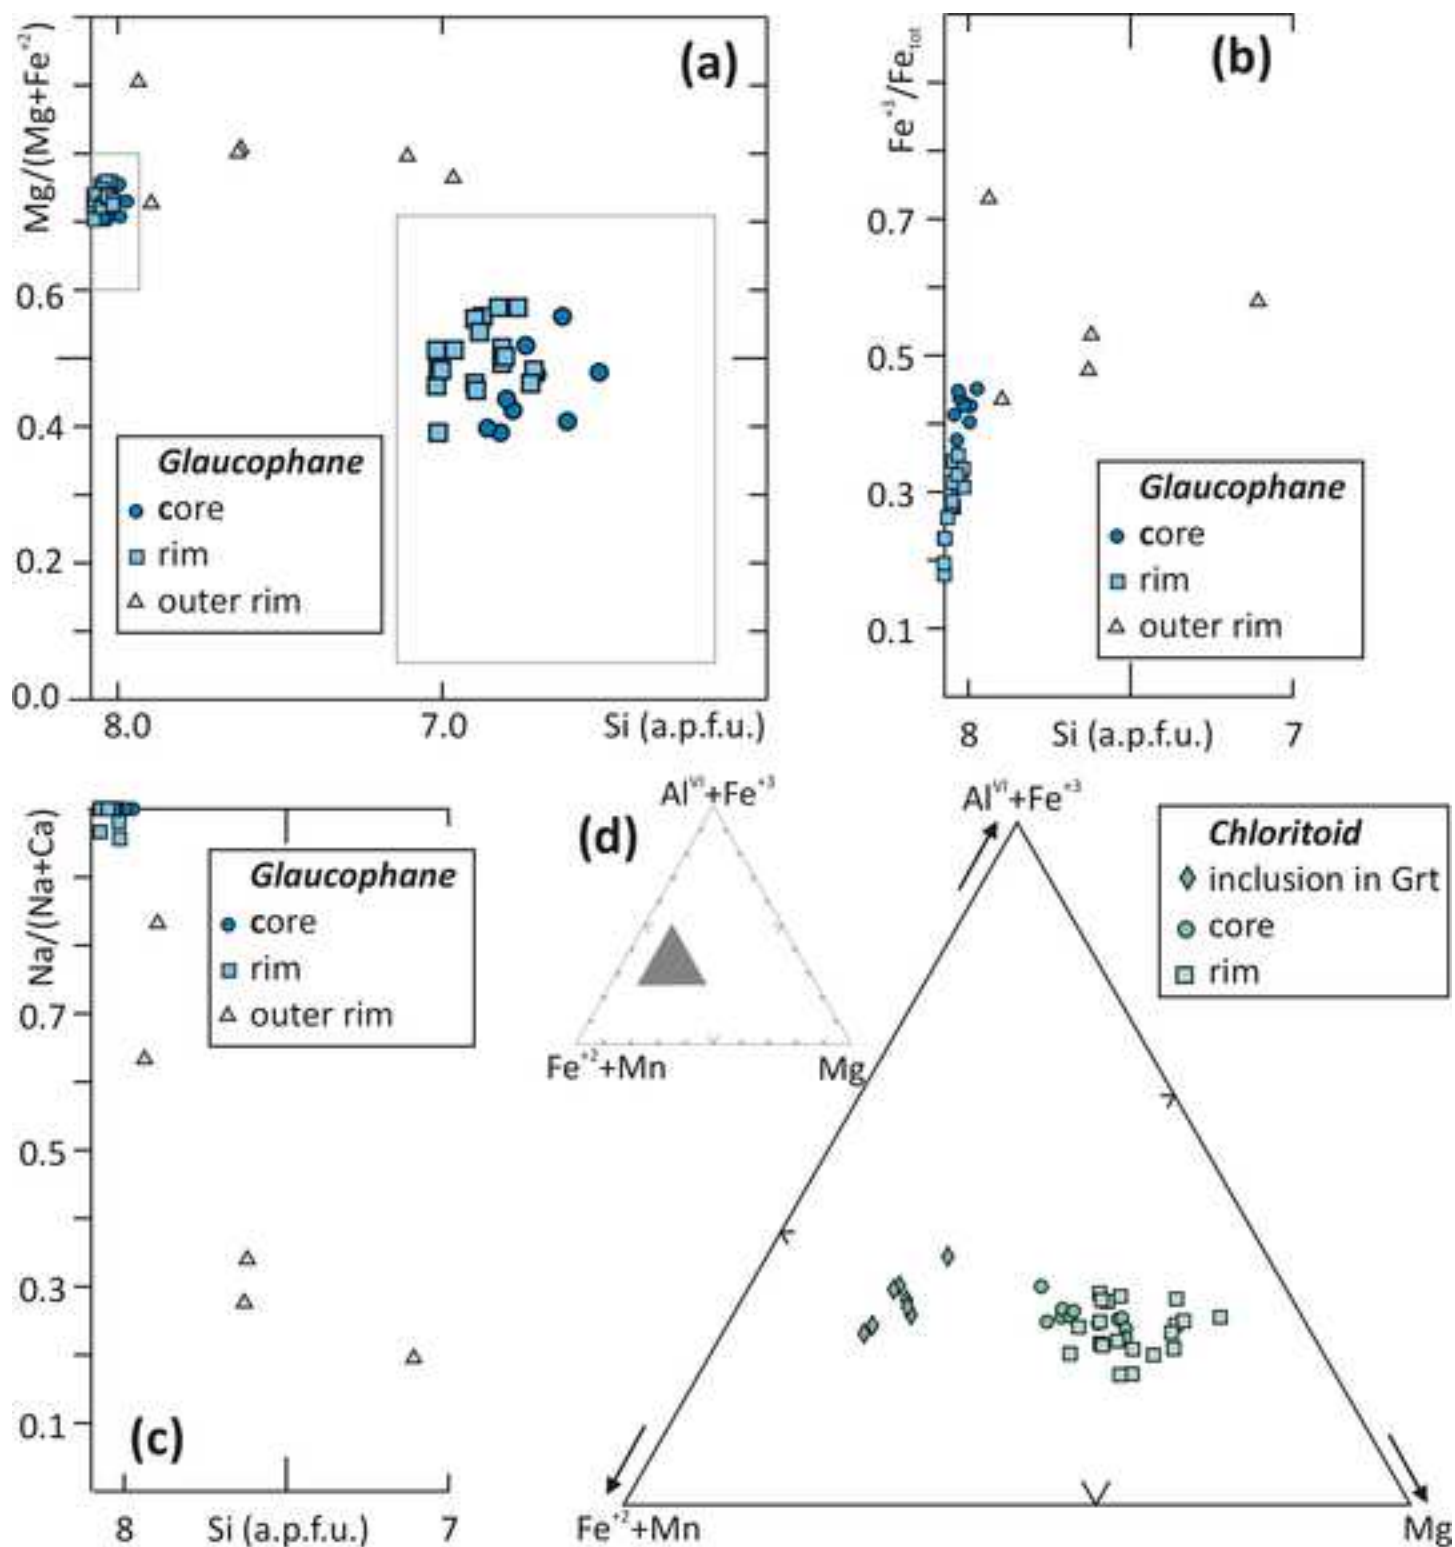 Mg/(Mg+Fe⁺²)
(a)
0.6
0.4
0.2
0.0
Glaucophane
core
rim
outer rim
8.0
7.0
Si (a.p.f.u.)
Fe⁺³/Feₜₒₜ
(b)
0.7
0.5
0.3
0.1
Glaucophane
core
rim
outer rim
8
Si (a.p.f.u.)
7
Na/(Na+Ca)
0.7
0.5
0.3
0.1
Glaucophane
core
rim
outer rim
(c)
8
Si (a.p.f.u.)
7
(d)
Alⱽᴵ+Fe⁺³
Fe⁺²+Mn
Mg
Alⱽᴵ+Fe⁺³
Chloritoid
inclusion in Grt
core
rim
Fe⁺²+Mn
Mg